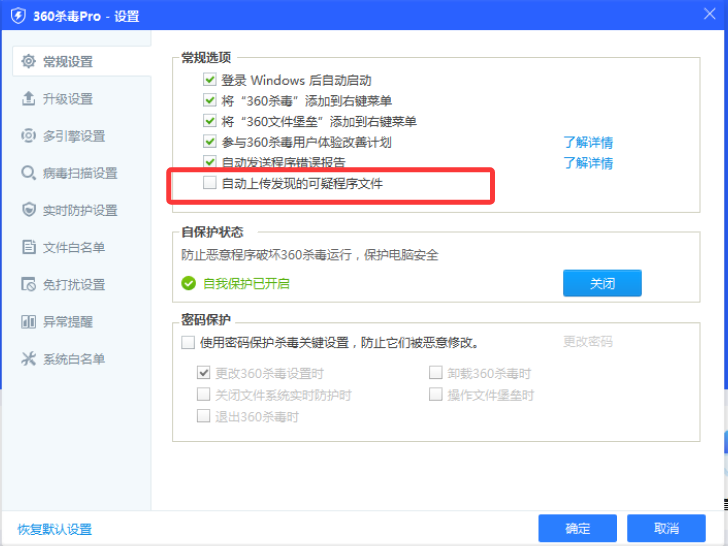 360杀毒Pro - 设置
常规设置
升级设置
多引擎设置
病毒扫描设置
实时防护设置
文件白名单
免打扰设置
异常提醒
系统白名单
恢复默认设置
常规选项
登录 Windows 后自动启动
将“360杀毒”添加到右键菜单
将“360文件堡垒”添加到右键菜单
参与360杀毒用户体验改善计划 了解详情
自动发送程序错误报告 了解详情
自动上传发现的可疑程序文件
自保护状态
防止恶意程序破坏360杀毒运行，保护电脑安全
自我保护已开启 关闭
密码保护
使用密码保护杀毒关键设置，防止它们被恶意修改。 更改密码
更改360杀毒设置时 卸载360杀毒时
关闭文件系统实时防护时 操作文件堡垒时
退出360杀毒时
确定 取消